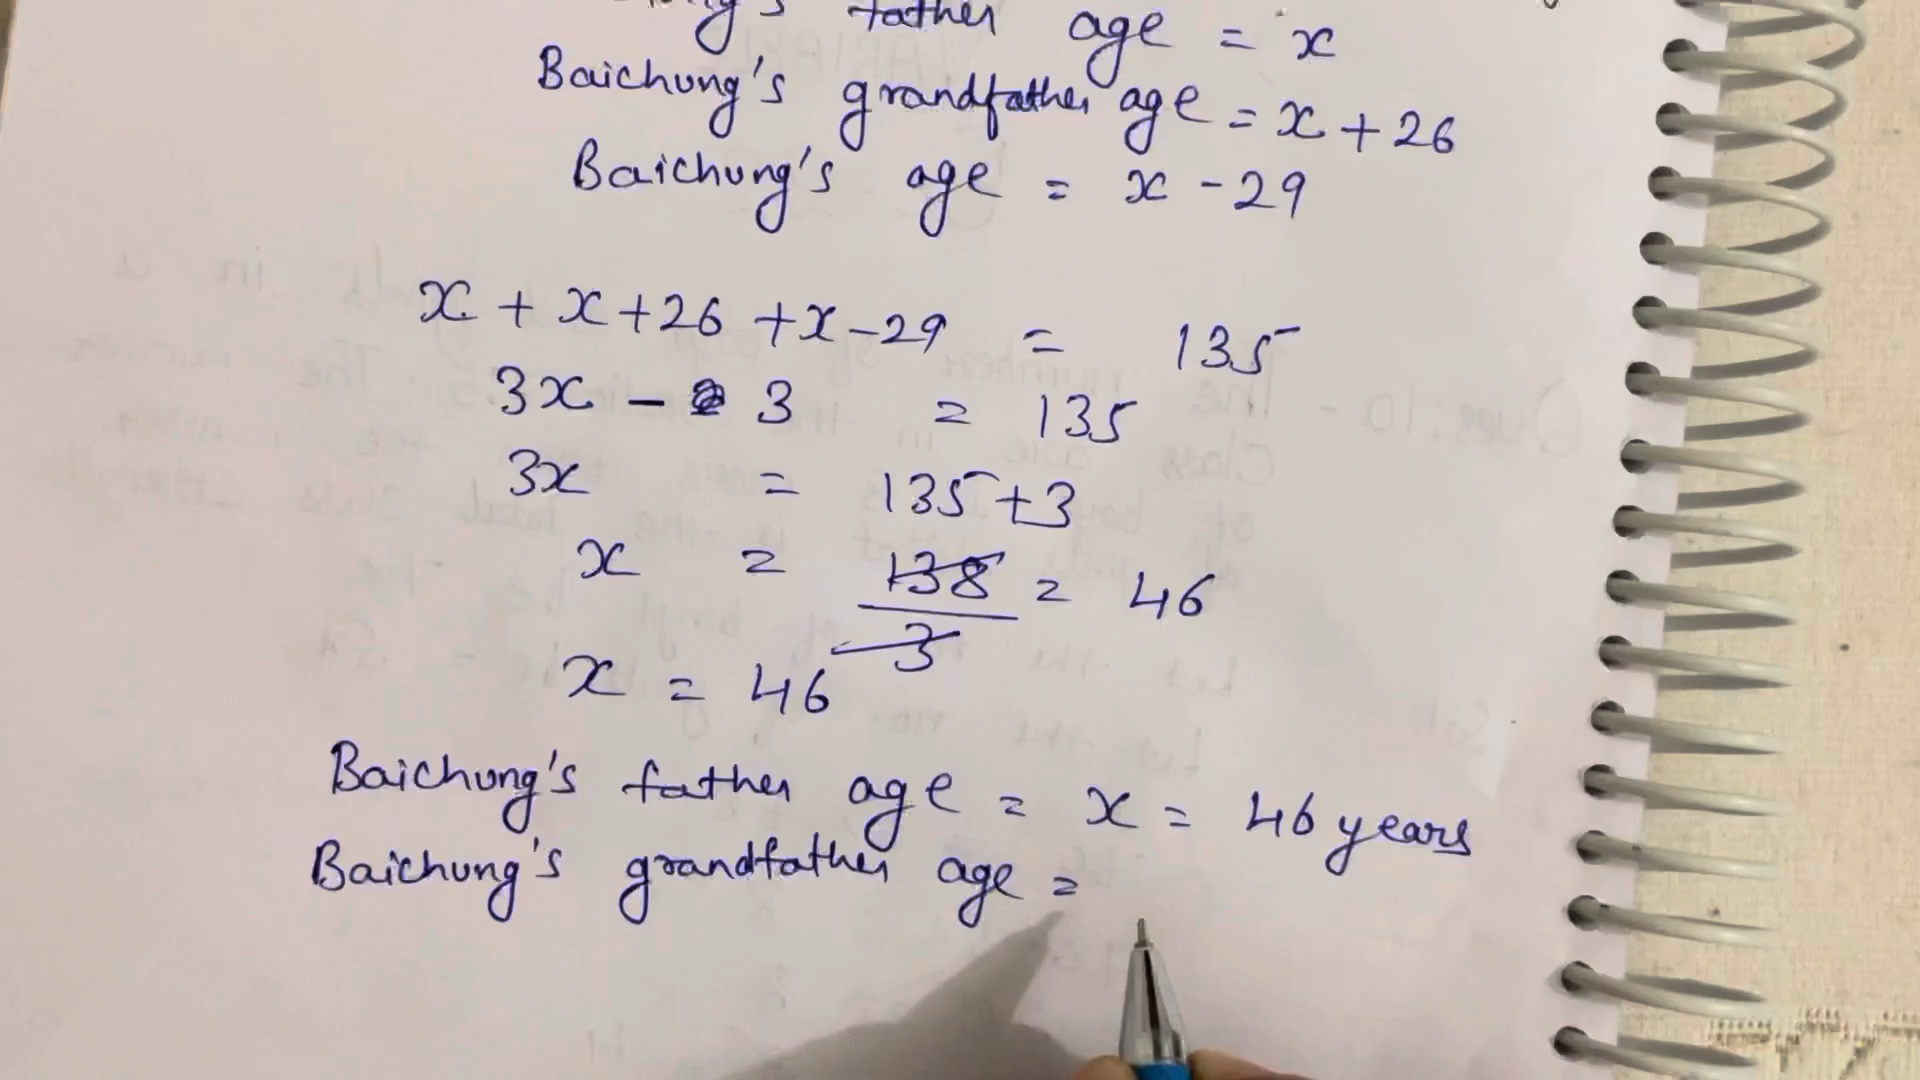 father age = x
Baichung's grandfather age = x + 26
Baichung's age = x - 29
x + x + 26 + x - 29 = 135
3x - 3 = 135
3x = 135 + 3
x = 138/3 = 46
x = 46
Baichung's father age = x = 46 years
Baichung's grandfather age =